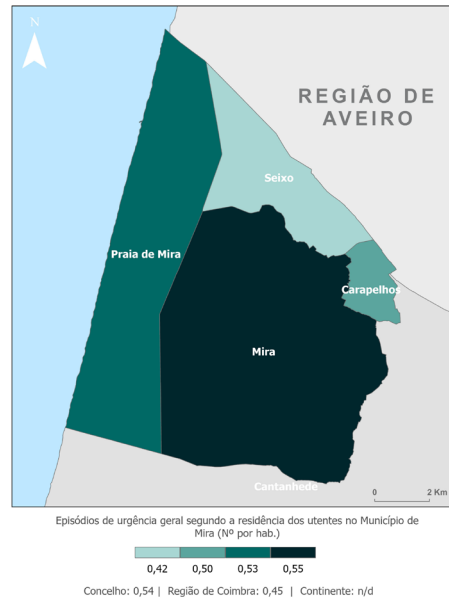 N
REGIÃO DE
AVEIRO
Seixo
Praia de Mira
Carapelhos
Mira
Cantanhede
0 2 Km
Episódios de urgência geral segundo a residência dos utentes no Município de
Mira (Nº por hab.)
0,42 0,50 0,53 0,55
Concelho: 0,54 | Região de Coimbra: 0,45 | Continente: n/d